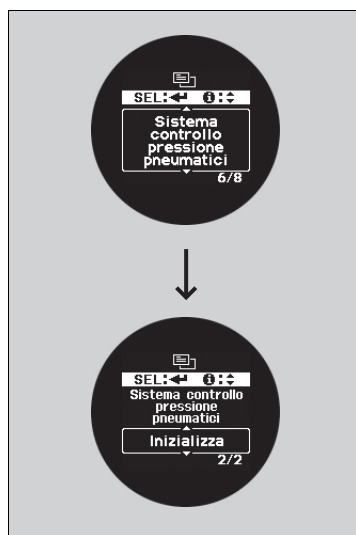 SEL:↵ ℹ:⬍
Sistema
controllo
pressione
pneumatici
6/8
SEL:↵ ℹ:⬍
Sistema controllo
pressione
pneumatici
Inizializza
2/2